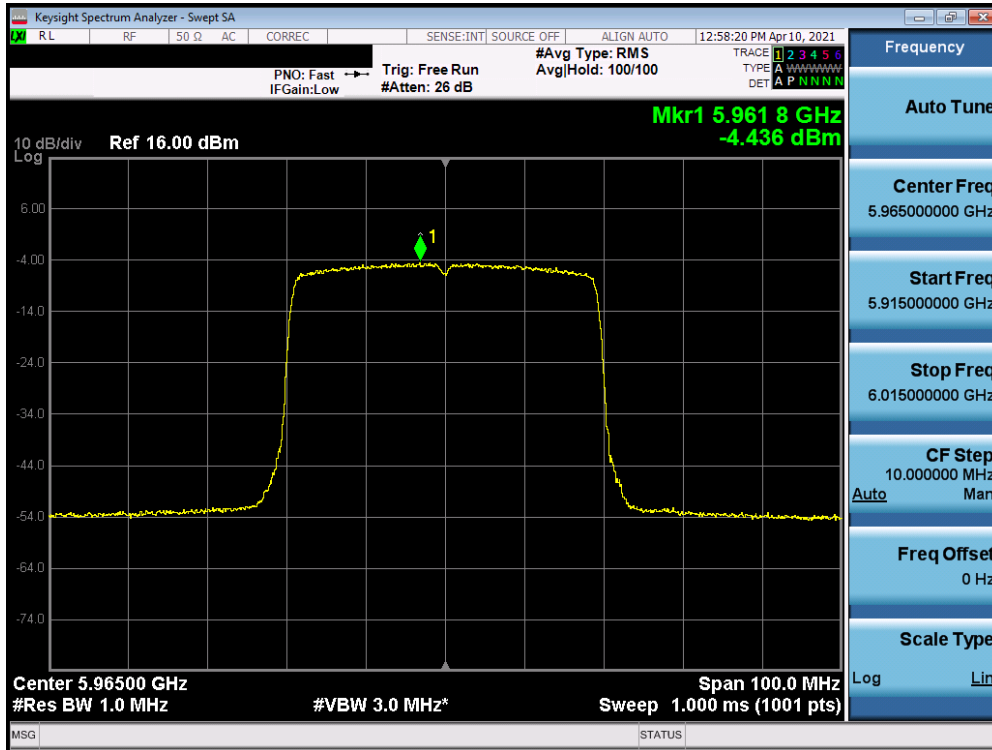 Keysight Spectrum Analyzer - Swept SA
LXI RL RF 50 Ω AC CORREC SENSE:INT SOURCE OFF ALIGN AUTO 12:58:20 PM Apr 10, 2021
PNO: Fast
IFGain:Low
Trig: Free Run
#Atten: 26 dB
#Avg Type: RMS
Avg|Hold: 100/100
TRACE 1 2 3 4 5 6
TYPE A WWWWW
DET A P N N N N
Mkr1 5.961 8 GHz
-4.436 dBm
10 dB/div Ref 16.00 dBm
Log
1
6.00
-4.00
-14.0
-24.0
-34.0
-44.0
-54.0
-64.0
-74.0
Center 5.96500 GHz Span 100.0 MHz
#Res BW 1.0 MHz #VBW 3.0 MHz* Sweep 1.000 ms (1001 pts)
MSG STATUS
Frequency
Auto Tune
Center Freq
5.965000000 GHz
Start Freq
5.915000000 GHz
Stop Freq
6.015000000 GHz
CF Step
10.000000 MHz
Auto Man
Freq Offset
0 Hz
Scale Type
Log Lin